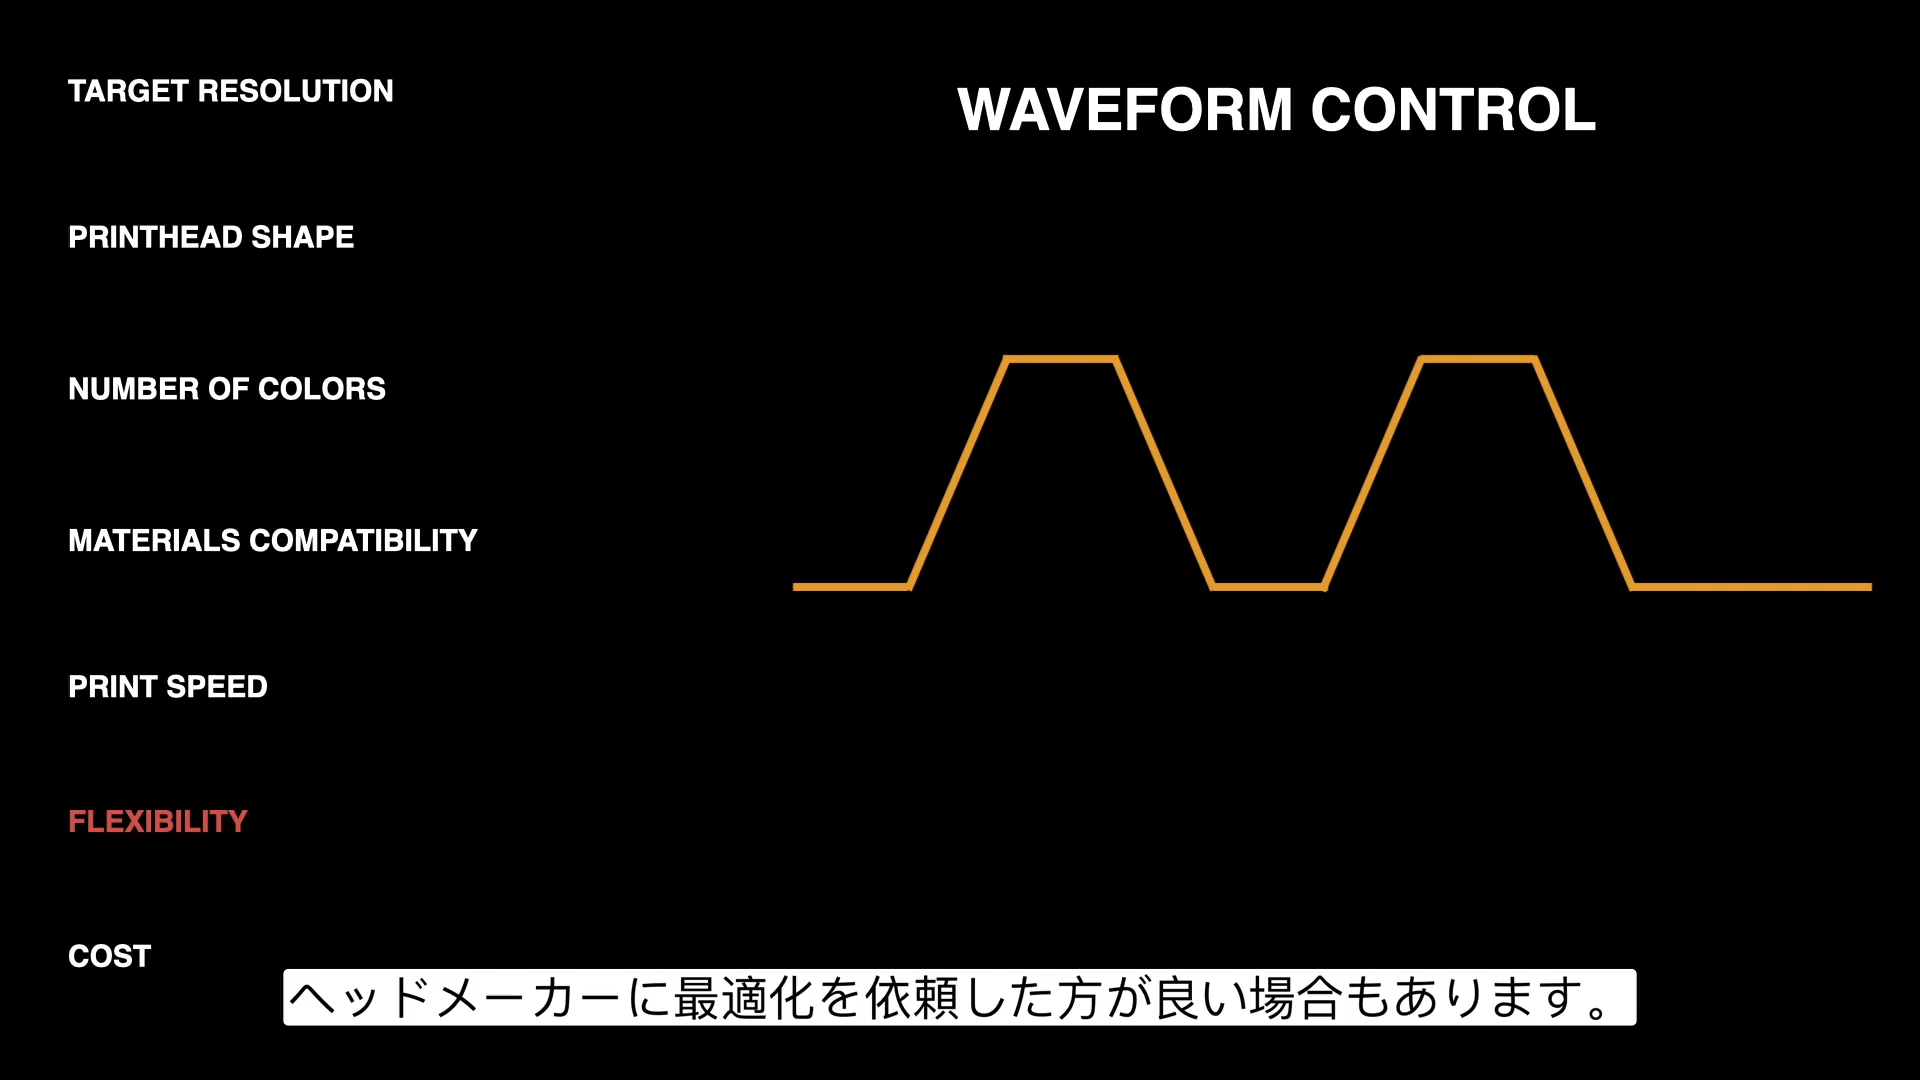 TARGET RESOLUTION
WAVEFORM CONTROL
PRINTHEAD SHAPE
NUMBER OF COLORS
MATERIALS COMPATIBILITY
PRINT SPEED
FLEXIBILITY
COST
ヘッドメーカーに最適化を依頼した方が良い場合もあります。